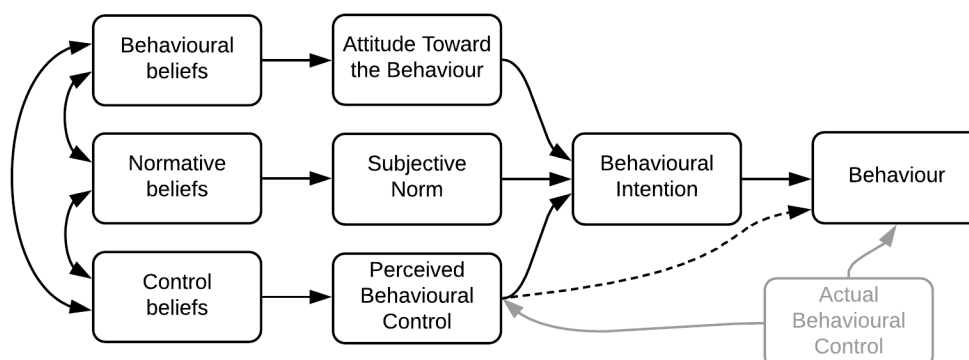 Behavioural
beliefs
Attitude Toward
the Behaviour
Normative
beliefs
Subjective
Norm
Behavioural
Intention
Behaviour
Control
beliefs
Perceived
Behavioural
Control
Actual
Behavioural
Control